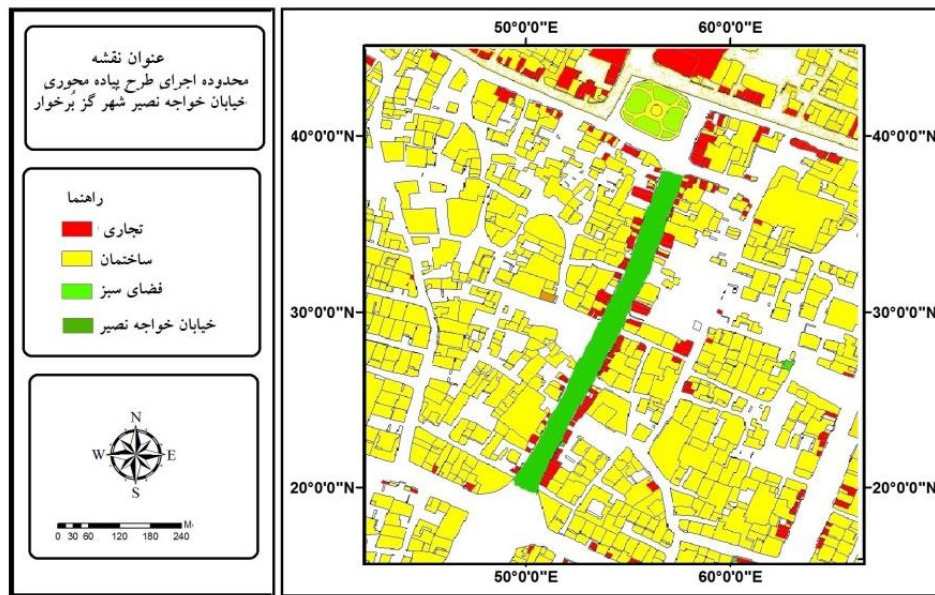 عنوان نقشه
محدوده اجرای طرح پیاده محوری
خیابان خواجه نصیر شهر گز بُرخوار
راهنما
تجاری
ساختمان
فضای سبز
خیابان خواجه نصیر
N
W E
S
0 30 60 120 180 240 M
50°0'0"E 60°0'0"E
40°0'0"N 40°0'0"N
30°0'0"N 30°0'0"N
20°0'0"N 20°0'0"N
50°0'0"E 60°0'0"E